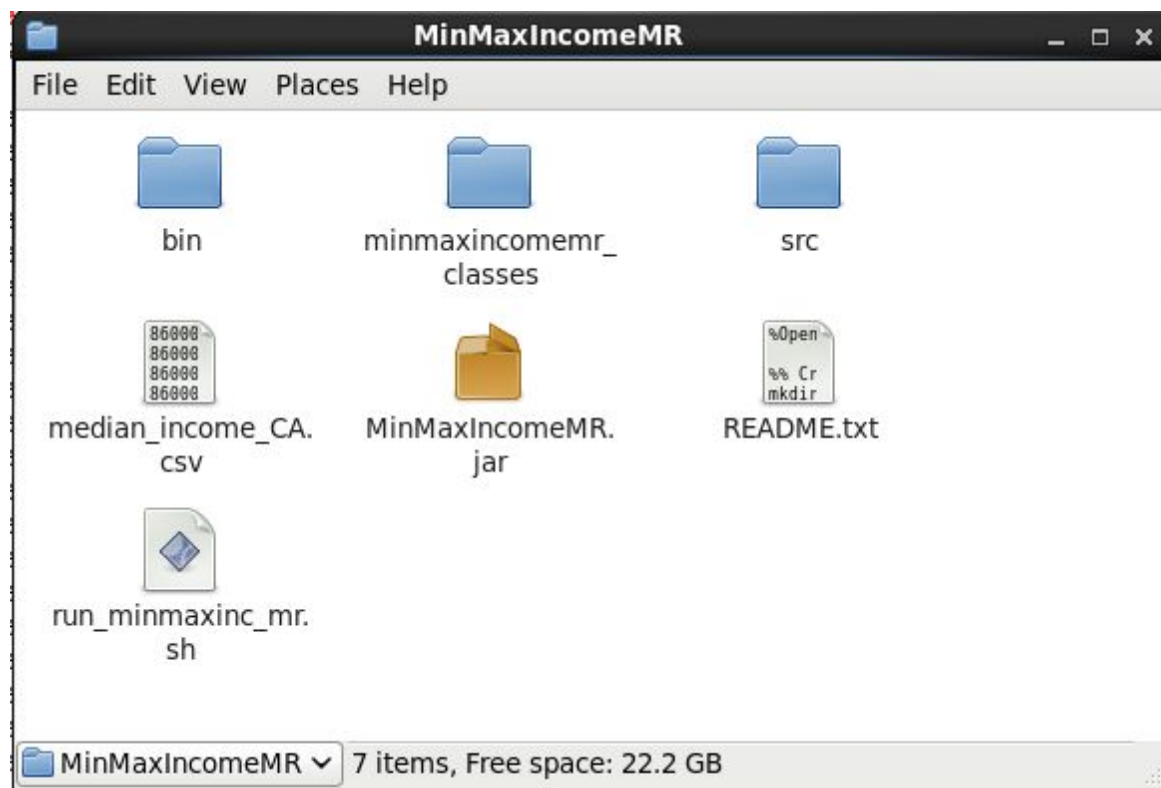 MinMaxIncomeMR
File Edit View Places Help
bin
minmaxincomemr_
classes
src
86000
86000
86000
86000
median_income_CA.
csv
MinMaxIncomeMR.
jar
%Open
%% Cr
mkdir
README.txt
run_minmaxinc_mr.
sh
MinMaxIncomeMR 7 items, Free space: 22.2 GB